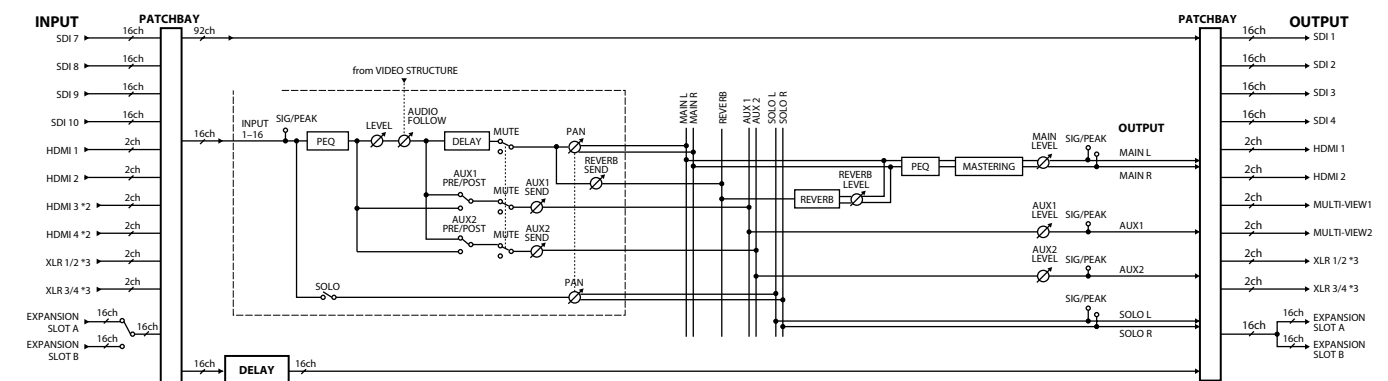 INPUT
PATCHBAY
PATCHBAY
OUTPUT
SDI 7
16ch
92ch
16ch
SDI 1
SDI 8
16ch
16ch
SDI 2
from VIDEO STRUCTURE
SDI 9
16ch
16ch
SDI 3
MAIN L
MAIN R
REVERB
AUX 1
AUX 2
SOLO L
SOLO R
SDI 10
16ch
16ch
SDI 4
16ch
INPUT
1–16
SIG/PEAK
PEQ
LEVEL
AUDIO
FOLLOW
DELAY
MUTE
PAN
REVERB
SEND
OUTPUT
MAIN
LEVEL
SIG/PEAK
MAIN L
MAIN R
PEQ
MASTERING
HDMI 1
2ch
2ch
HDMI 1
HDMI 2
2ch
2ch
HDMI 2
AUX1
PRE/POST
MUTE
AUX1
SEND
REVERB
REVERB
LEVEL
HDMI 3 *2
2ch
2ch
MULTI-VIEW1
AUX2
PRE/POST
MUTE
AUX2
SEND
AUX1
LEVEL
SIG/PEAK
AUX1
HDMI 4 *2
2ch
2ch
MULTI-VIEW2
XLR 1/2 *3
2ch
AUX2
LEVEL
SIG/PEAK
AUX2
2ch
XLR 1/2 *3
XLR 3/4 *3
2ch
SOLO
PAN
2ch
XLR 3/4 *3
SIG/PEAK
SOLO L
SOLO R
EXPANSION
SLOT A
16ch
16ch
EXPANSION
SLOT B
16ch
16ch
16ch
EXPANSION
SLOT A
16ch
EXPANSION
SLOT B
16ch
DELAY
16ch